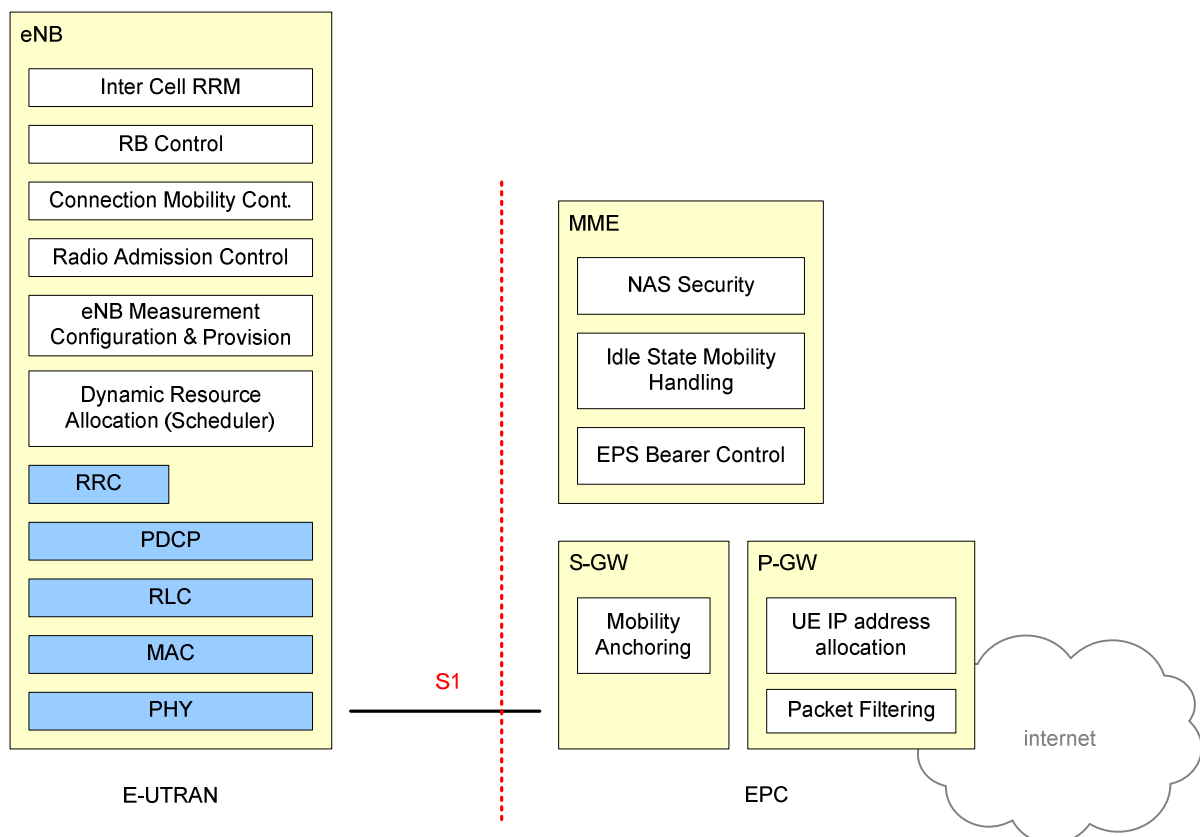 eNB
Inter Cell RRM
RB Control
Connection Mobility Cont.
Radio Admission Control
eNB Measurement
Configuration & Provision
Dynamic Resource
Allocation (Scheduler)
RRC
PDCP
RLC
MAC
PHY
E-UTRAN
S1
MME
NAS Security
Idle State Mobility
Handling
EPS Bearer Control
S-GW
Mobility
Anchoring
P-GW
UE IP address
allocation
Packet Filtering
internet
EPC